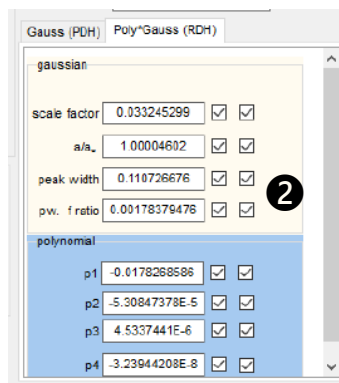 Gauss (PDH) Poly*Gauss (RDH)
gaussian
scale factor 0.033245299
1.00004602
peak width 0.110726676
pw. f ratio 0.00178379476
2
polynomial
p1 -0.0178268586
p2 -5.30847378E-5
p3 4.5337441E-6
p4 -3.23944208E-8